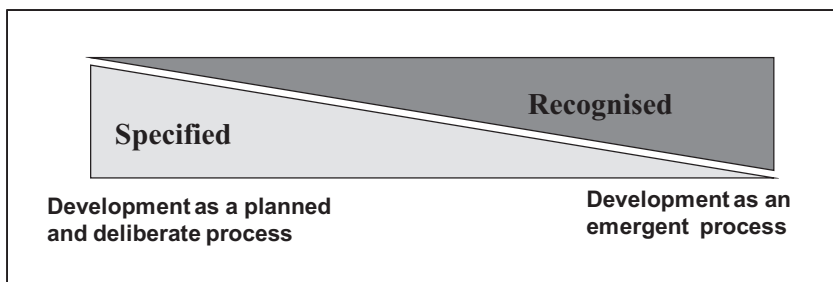 Recognised
Specified
Development as a planned
and deliberate process
Development as an
emergent process